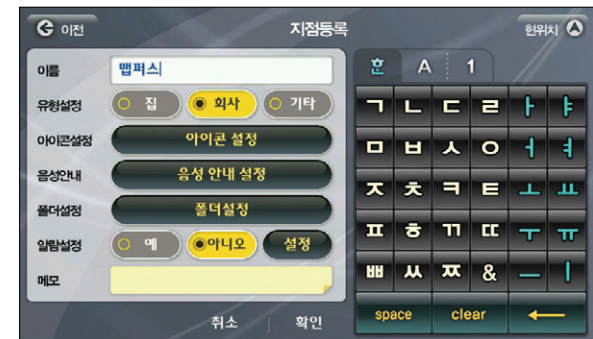 이전 지점등록 현위치
이름 맵퍼스
유형설정 집 회사 기타
아이콘설정 아이콘 설정
음성안내 음성 안내 설정
폴더설정 폴더설정
알람설정 예 아니오 설정
메모
취소 확인
한 A 1
ㄱ ㄴ ㄷ ㄹ ㅏ ㅑ
ㅁ ㅂ ㅅ ㅇ ㅓ ㅕ
ㅈ ㅊ ㅋ ㅌ ㅗ ㅛ
ㅍ ㅎ ㄲ ㄸ ㅜ ㅠ
ㅃ ㅆ ㅉ & ㅡ ㅣ
space clear ←